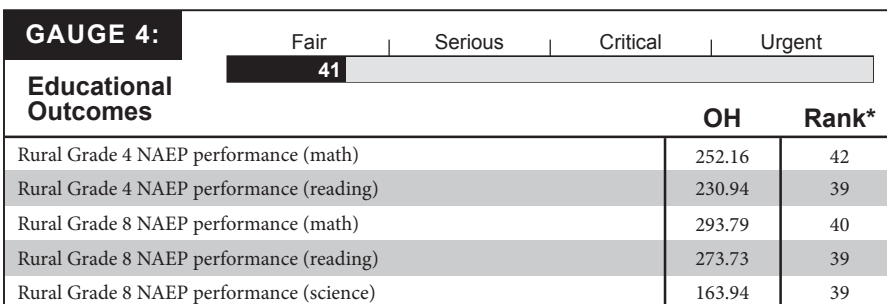 GAUGE 4:
Fair | Serious | Critical | Urgent
41
Educational
Outcomes
OH Rank*
Rural Grade 4 NAEP performance (math) 252.16 42
Rural Grade 4 NAEP performance (reading) 230.94 39
Rural Grade 8 NAEP performance (math) 293.79 40
Rural Grade 8 NAEP performance (reading) 273.73 39
Rural Grade 8 NAEP performance (science) 163.94 39